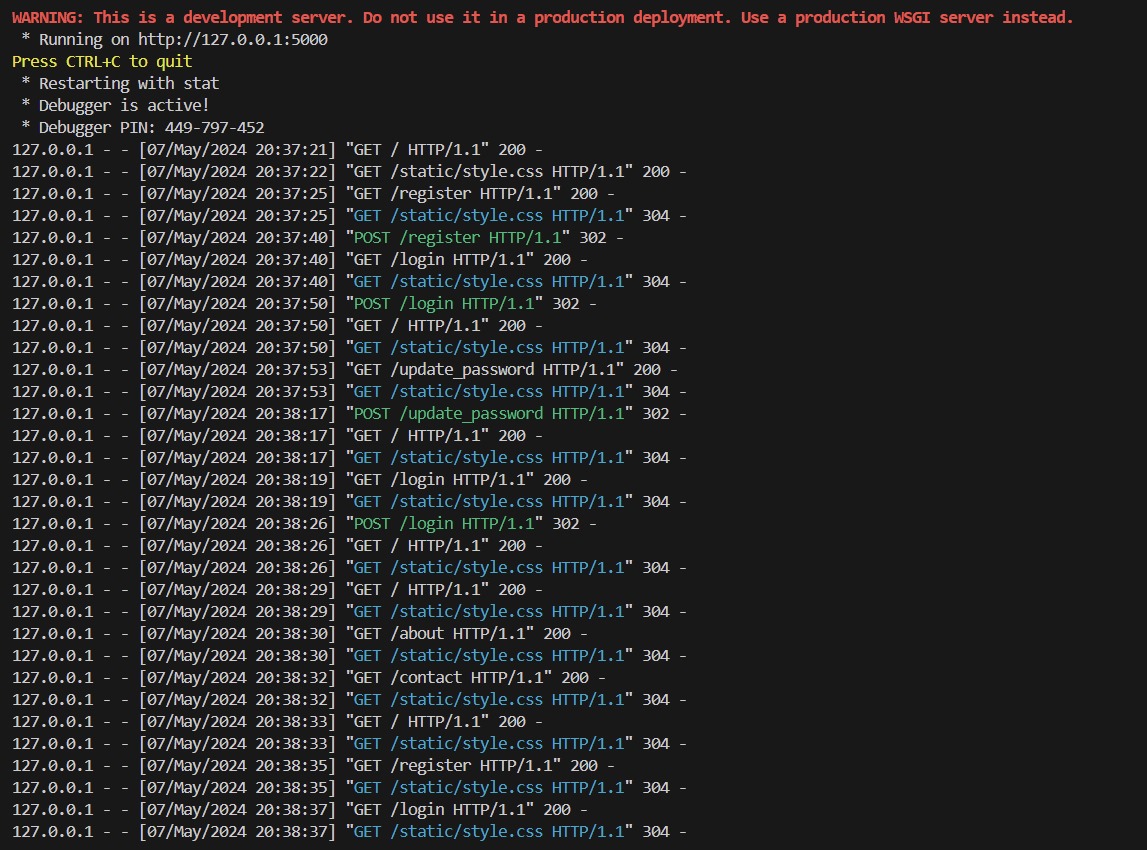 WARNING: This is a development server. Do not use it in a production deployment. Use a production WSGI server instead.
 * Running on http://127.0.0.1:5000
Press CTRL+C to quit
 * Restarting with stat
 * Debugger is active!
 * Debugger PIN: 449-797-452
127.0.0.1 - - [07/May/2024 20:37:21] "GET / HTTP/1.1" 200 -
127.0.0.1 - - [07/May/2024 20:37:22] "GET /static/style.css HTTP/1.1" 200 -
127.0.0.1 - - [07/May/2024 20:37:25] "GET /register HTTP/1.1" 200 -
127.0.0.1 - - [07/May/2024 20:37:25] "GET /static/style.css HTTP/1.1" 304 -
127.0.0.1 - - [07/May/2024 20:37:40] "POST /register HTTP/1.1" 302 -
127.0.0.1 - - [07/May/2024 20:37:40] "GET /login HTTP/1.1" 200 -
127.0.0.1 - - [07/May/2024 20:37:40] "GET /static/style.css HTTP/1.1" 304 -
127.0.0.1 - - [07/May/2024 20:37:50] "POST /login HTTP/1.1" 302 -
127.0.0.1 - - [07/May/2024 20:37:50] "GET / HTTP/1.1" 200 -
127.0.0.1 - - [07/May/2024 20:37:50] "GET /static/style.css HTTP/1.1" 304 -
127.0.0.1 - - [07/May/2024 20:37:53] "GET /update_password HTTP/1.1" 200 -
127.0.0.1 - - [07/May/2024 20:37:53] "GET /static/style.css HTTP/1.1" 304 -
127.0.0.1 - - [07/May/2024 20:38:17] "POST /update_password HTTP/1.1" 302 -
127.0.0.1 - - [07/May/2024 20:38:17] "GET / HTTP/1.1" 200 -
127.0.0.1 - - [07/May/2024 20:38:17] "GET /static/style.css HTTP/1.1" 304 -
127.0.0.1 - - [07/May/2024 20:38:19] "GET /login HTTP/1.1" 200 -
127.0.0.1 - - [07/May/2024 20:38:19] "GET /static/style.css HTTP/1.1" 304 -
127.0.0.1 - - [07/May/2024 20:38:26] "POST /login HTTP/1.1" 302 -
127.0.0.1 - - [07/May/2024 20:38:26] "GET / HTTP/1.1" 200 -
127.0.0.1 - - [07/May/2024 20:38:26] "GET /static/style.css HTTP/1.1" 304 -
127.0.0.1 - - [07/May/2024 20:38:29] "GET / HTTP/1.1" 200 -
127.0.0.1 - - [07/May/2024 20:38:29] "GET /static/style.css HTTP/1.1" 304 -
127.0.0.1 - - [07/May/2024 20:38:30] "GET /about HTTP/1.1" 200 -
127.0.0.1 - - [07/May/2024 20:38:30] "GET /static/style.css HTTP/1.1" 304 -
127.0.0.1 - - [07/May/2024 20:38:32] "GET /contact HTTP/1.1" 200 -
127.0.0.1 - - [07/May/2024 20:38:32] "GET /static/style.css HTTP/1.1" 304 -
127.0.0.1 - - [07/May/2024 20:38:33] "GET / HTTP/1.1" 200 -
127.0.0.1 - - [07/May/2024 20:38:33] "GET /static/style.css HTTP/1.1" 304 -
127.0.0.1 - - [07/May/2024 20:38:35] "GET /register HTTP/1.1" 200 -
127.0.0.1 - - [07/May/2024 20:38:35] "GET /static/style.css HTTP/1.1" 304 -
127.0.0.1 - - [07/May/2024 20:38:37] "GET /login HTTP/1.1" 200 -
127.0.0.1 - - [07/May/2024 20:38:37] "GET /static/style.css HTTP/1.1" 304 -